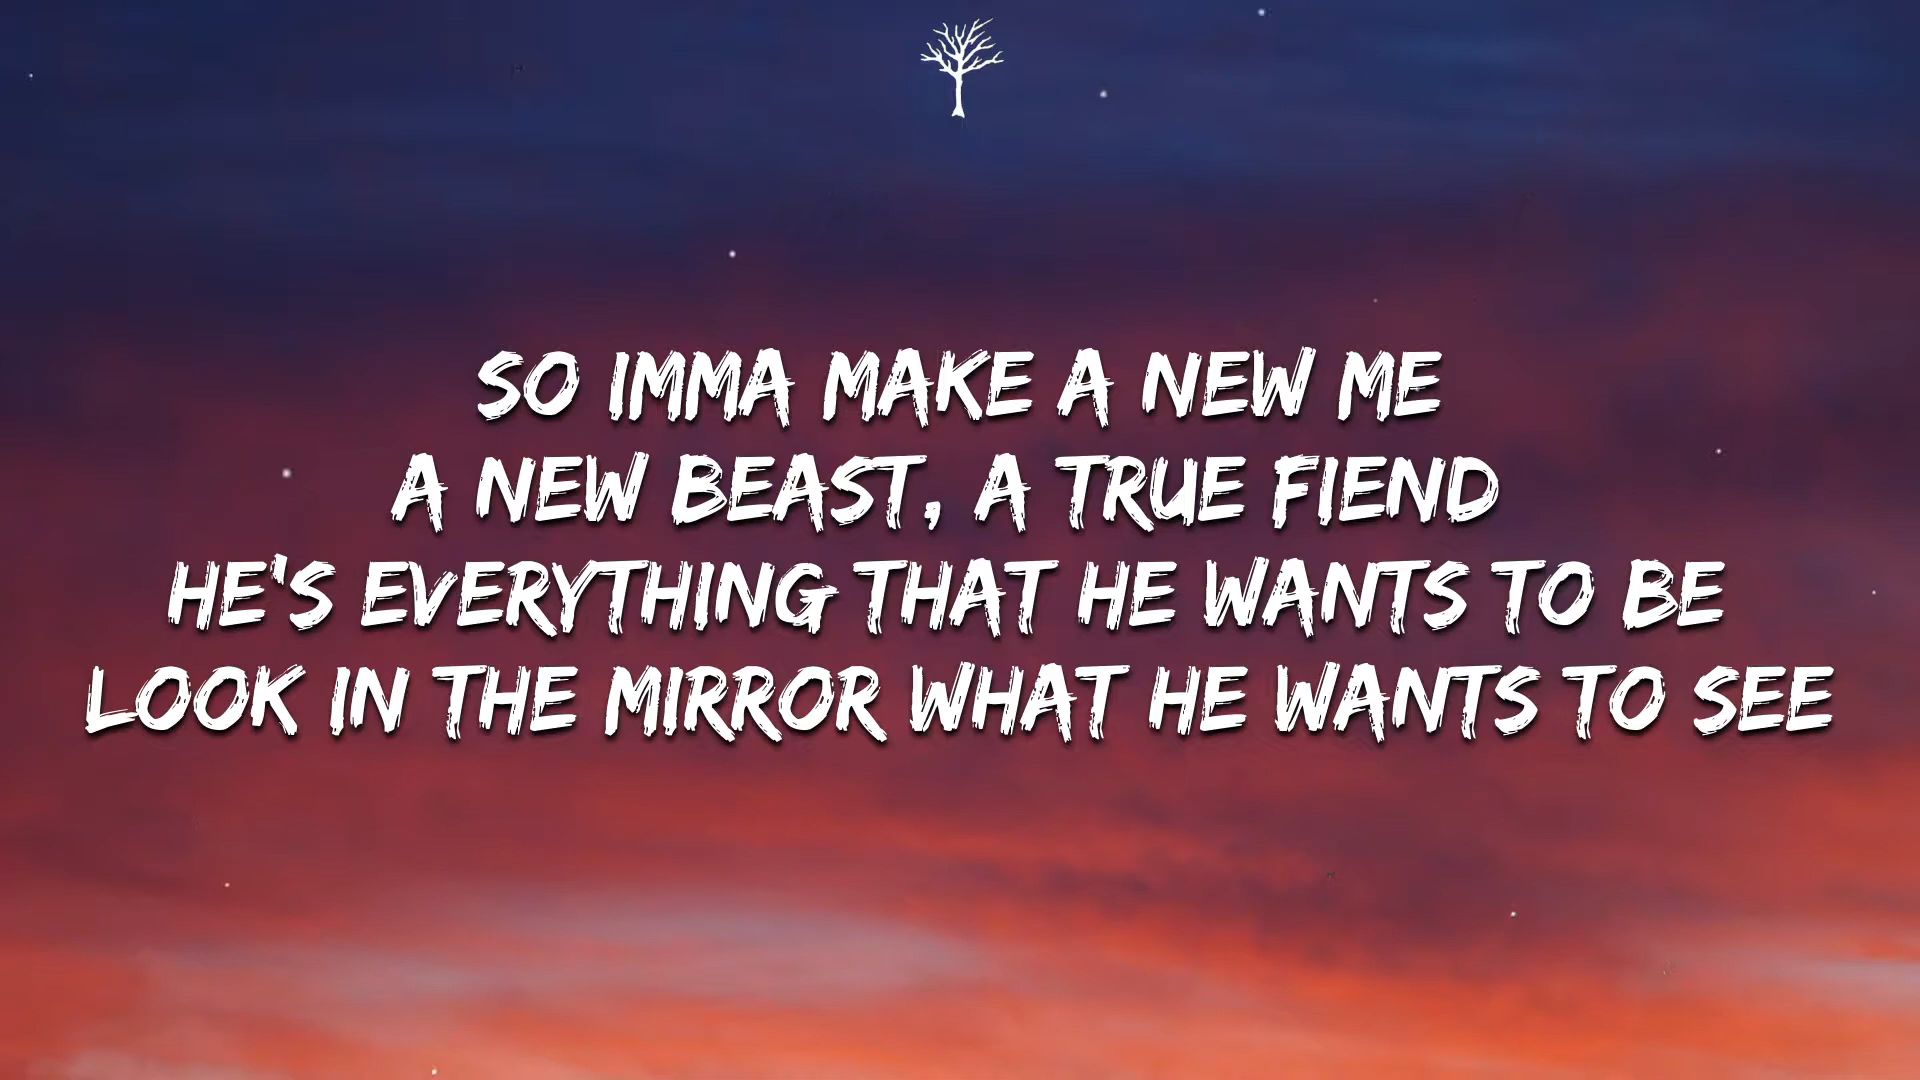 SO IMMA MAKE A NEW ME
A NEW BEAST, A TRUE FIEND
HE'S EVERYTHING THAT HE WANTS TO BE
LOOK IN THE MIRROR WHAT HE WANTS TO SEE